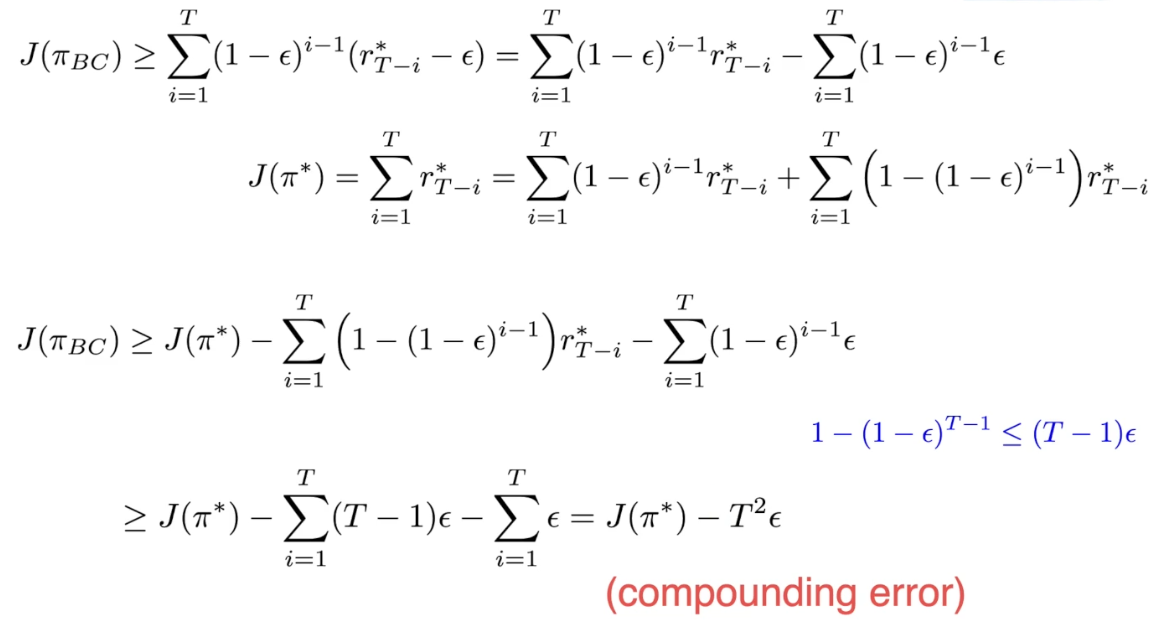 $J(\pi_{BC}) \geq \sum_{i=1}^{T} (1-\epsilon)^{i-1} (r^*_{T-i} - \epsilon) = \sum_{i=1}^{T} (1-\epsilon)^{i-1} r^*_{T-i} - \sum_{i=1}^{T} (1-\epsilon)^{i-1} \epsilon$
$J(\pi^*) = \sum_{i=1}^{T} r^*_{T-i} = \sum_{i=1}^{T} (1-\epsilon)^{i-1} r^*_{T-i} + \sum_{i=1}^{T} \left(1 - (1-\epsilon)^{i-1}\right) r^*_{T-i}$
$J(\pi_{BC}) \geq J(\pi^*) - \sum_{i=1}^{T} \left(1 - (1-\epsilon)^{i-1}\right) r^*_{T-i} - \sum_{i=1}^{T} (1-\epsilon)^{i-1} \epsilon$
$1 - (1-\epsilon)^{T-1} \leq (T-1)\epsilon$
$\geq J(\pi^*) - \sum_{i=1}^{T} (T-1)\epsilon - \sum_{i=1}^{T} \epsilon = J(\pi^*) - T^2 \epsilon$
(compounding error)